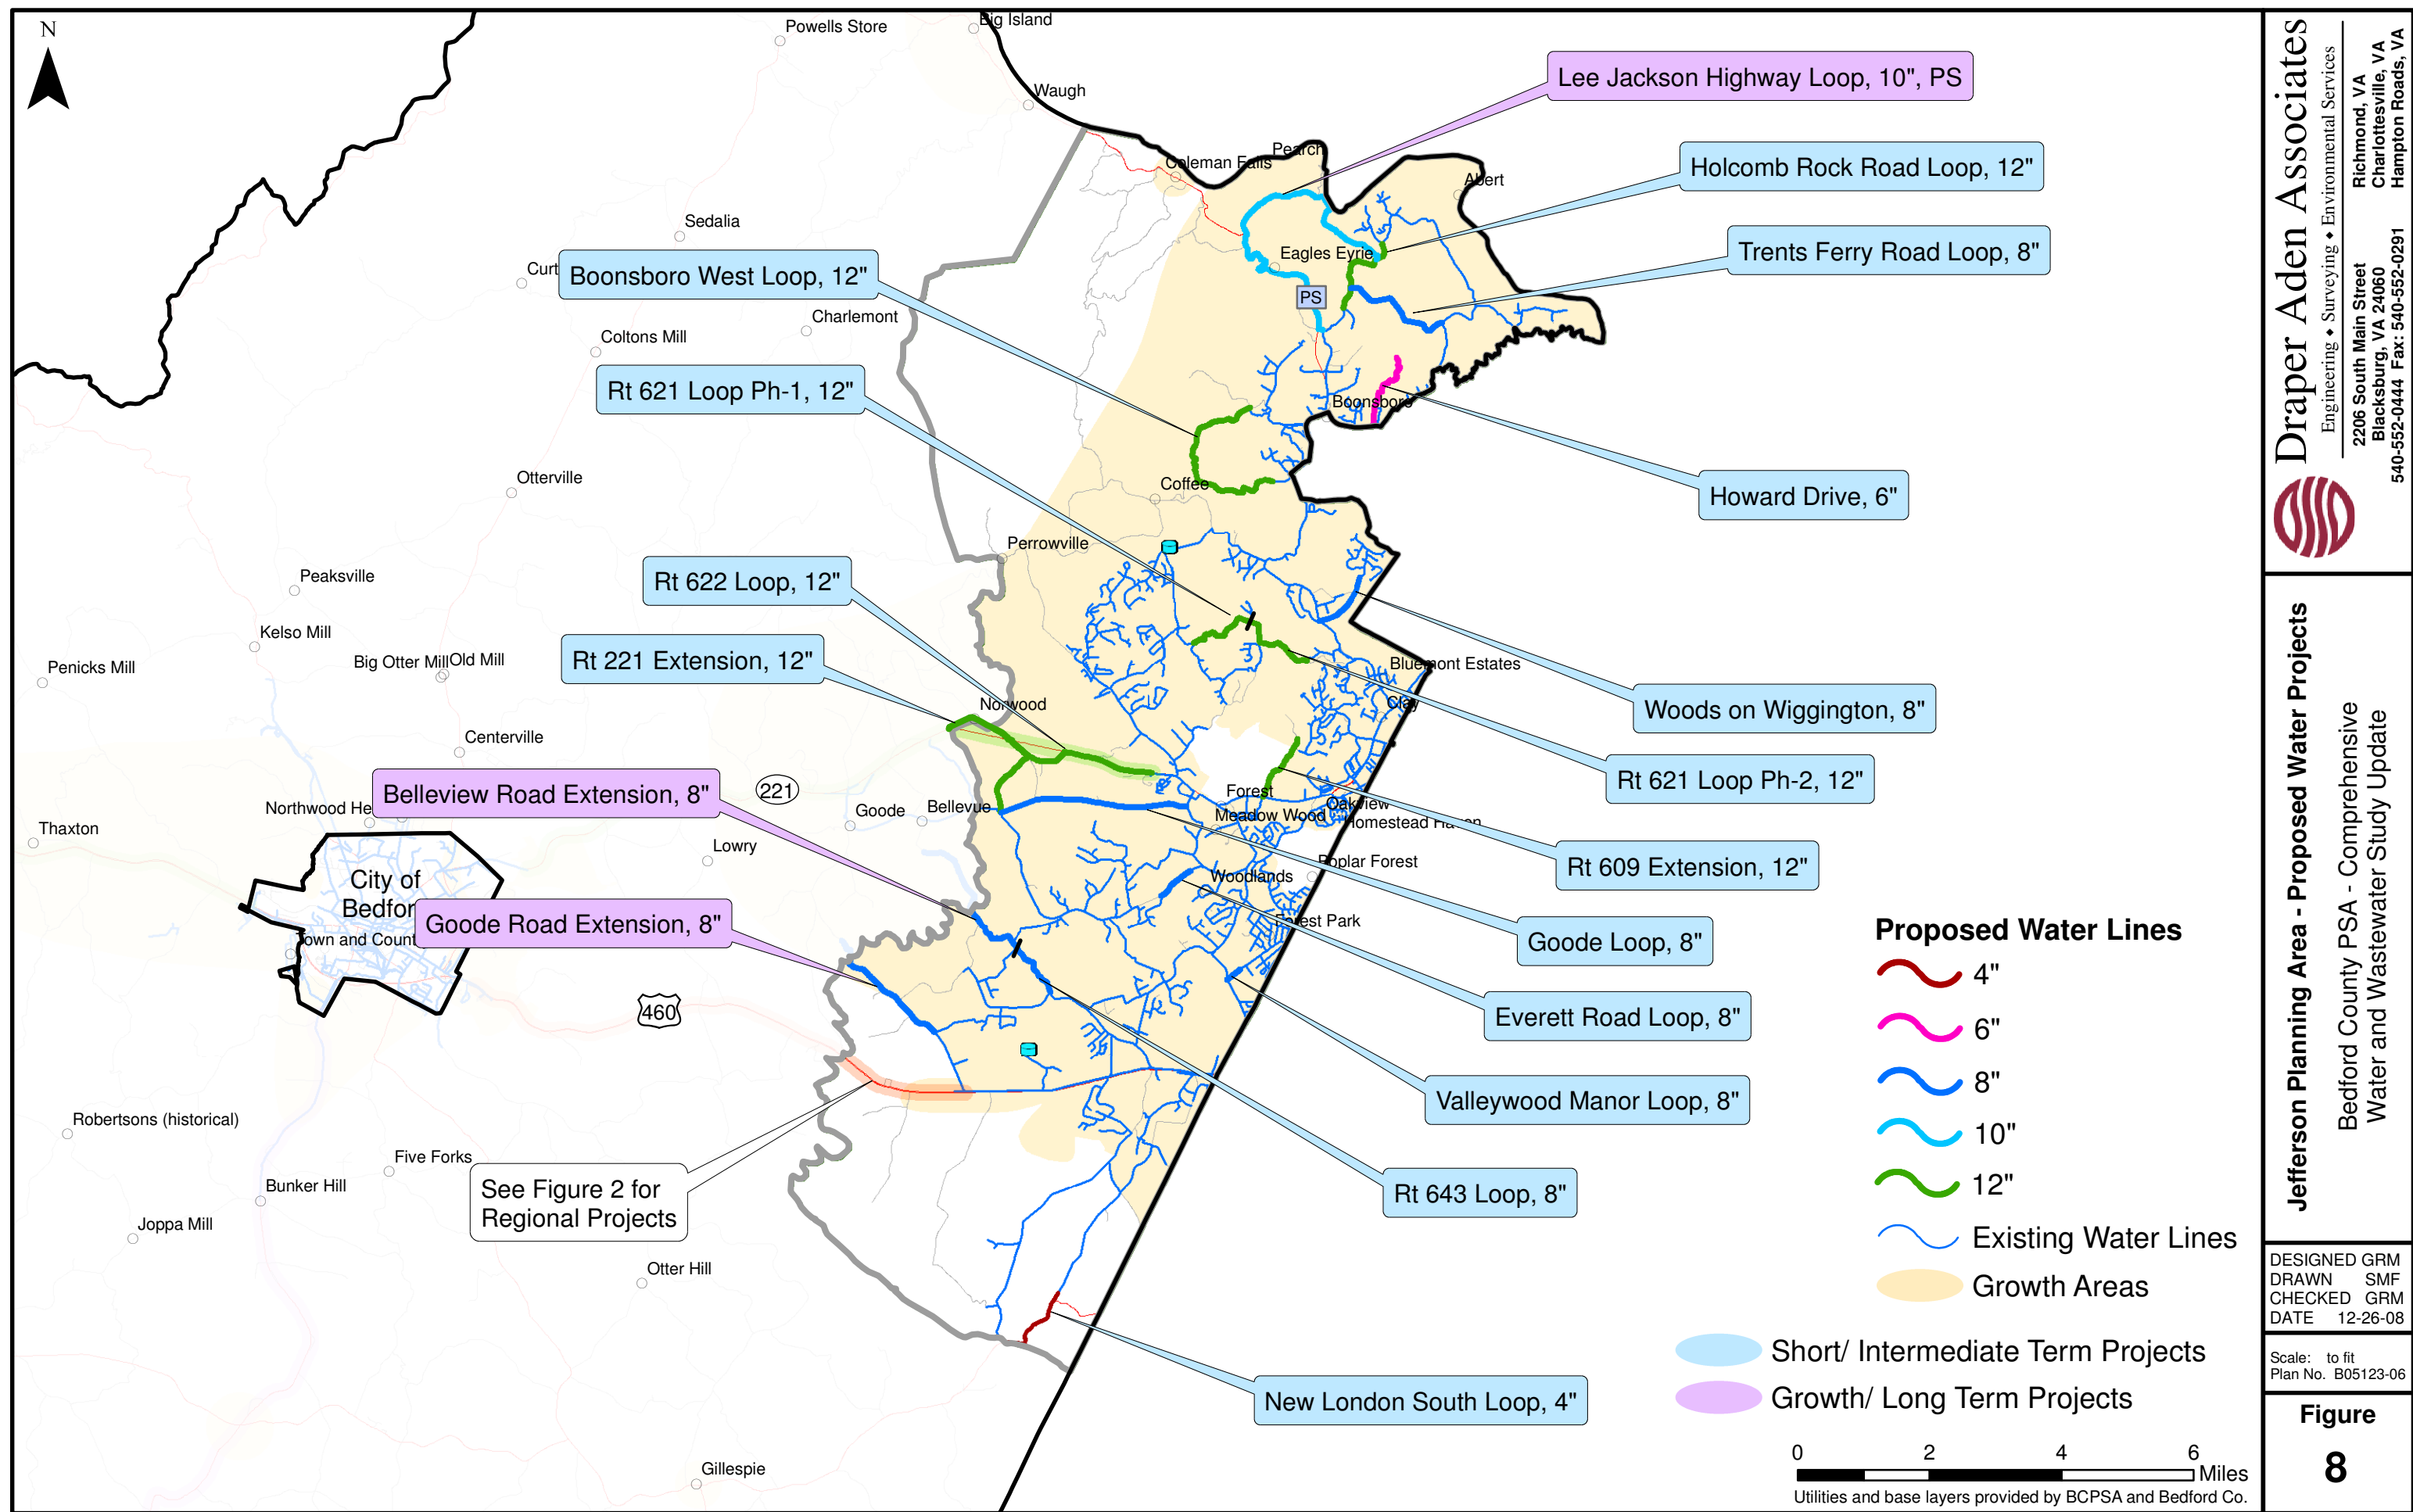 N
Powells Store
Big Island
Waugh
Lee Jackson Highway Loop, 10", PS
Pearch
Coleman Falls
Holcomb Rock Road Loop, 12"
Abert
Sedalia
Trents Ferry Road Loop, 8"
Eagles Eyrie
Curt
Boonsboro West Loop, 12"
PS
Charlemont
Coltons Mill
Rt 621 Loop Ph-1, 12"
Boonsboro
Otterville
Coffee
Howard Drive, 6"
Perrowville
Peaksville
Rt 622 Loop, 12"
Kelso Mill
Penicks Mill
Big Otter Mill
Old Mill
Rt 221 Extension, 12"
Bluemont Estates
Clay
Norwood
Woods on Wiggington, 8"
Centerville
Rt 621 Loop Ph-2, 12"
Belleview Road Extension, 8"
221
Northwood He
Goode
Bellevue
Forest
Oakview
Meadow Wood
Homestead Haven
Thaxton
Lowry
Poplar Forest
Rt 609 Extension, 12"
City of
Bedfor
Woodlands
Goode Road Extension, 8"
Forest Park
Town and Count
Goode Loop, 8"
460
Everett Road Loop, 8"
Valleywood Manor Loop, 8"
Robertsons (historical)
Five Forks
See Figure 2 for
Regional Projects
Bunker Hill
Rt 643 Loop, 8"
Joppa Mill
Otter Hill
New London South Loop, 4"
Gillespie
Proposed Water Lines
4"
6"
8"
10"
12"
Existing Water Lines
Growth Areas
Short/ Intermediate Term Projects
Growth/ Long Term Projects
0 2 4 6
Miles
Utilities and base layers provided by BCPSA and Bedford Co.
Draper Aden Associates
Engineering ♦ Surveying ♦ Environmental Services
2206 South Main Street
Blacksburg, VA 24060
540-552-0444 Fax: 540-552-0291
Richmond, VA
Charlottesville, VA
Hampton Roads, VA
Jefferson Planning Area - Proposed Water Projects
Bedford County PSA - Comprehensive
Water and Wastewater Study Update
DESIGNED GRM
DRAWN SMF
CHECKED GRM
DATE 12-26-08
Scale: to fit
Plan No. B05123-06
Figure
8